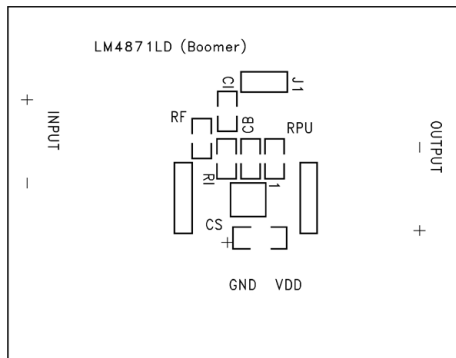 LM4871LD (Boomer)
J1
CI
RF
CB
RPU
+
INPUT
-
OUTPUT
-
+
RI
1
CS
+
GND VDD